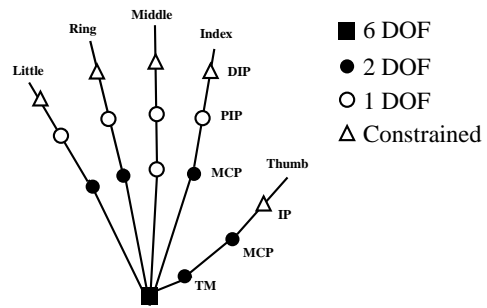 Middle
Ring
Index
Little
DIP
PIP
MCP
Thumb
IP
MCP
TM
6 DOF
2 DOF
1 DOF
Constrained